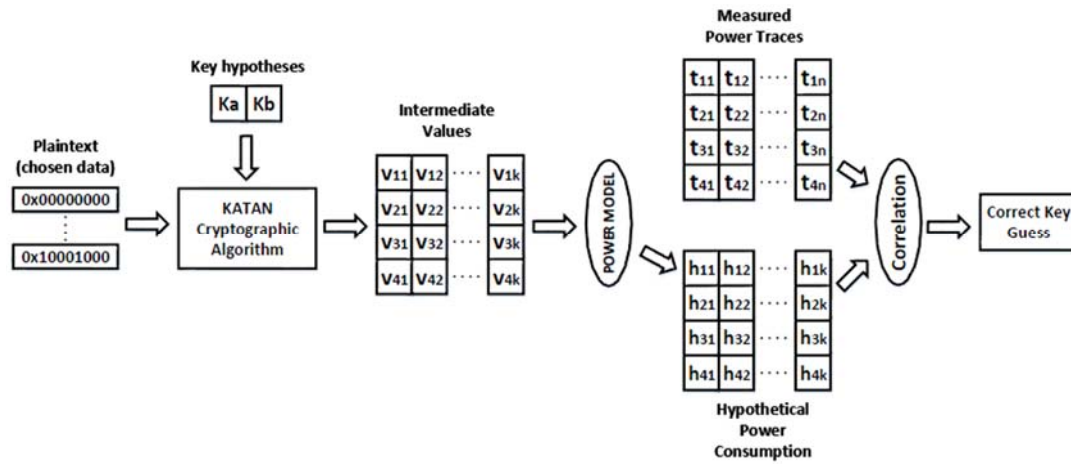 Measured
Power Traces
t11 t12 ···· t1n
t21 t22 ···· t2n
t31 t32 ···· t3n
t41 t42 ···· t4n
Key hypotheses
Ka Kb
Plaintext
(chosen data)
0x00000000
⋮
0x10001000
KATAN
Cryptographic
Algorithm
Intermediate
Values
v11 v12 ···· v1k
v21 v22 ···· v2k
v31 v32 ···· v3k
v41 v42 ···· v4k
POWER MODEL
h11 h12 ···· h1k
h21 h22 ···· h2k
h31 h32 ···· h3k
h41 h42 ···· h4k
Hypothetical
Power
Consumption
Correlation
Correct Key
Guess